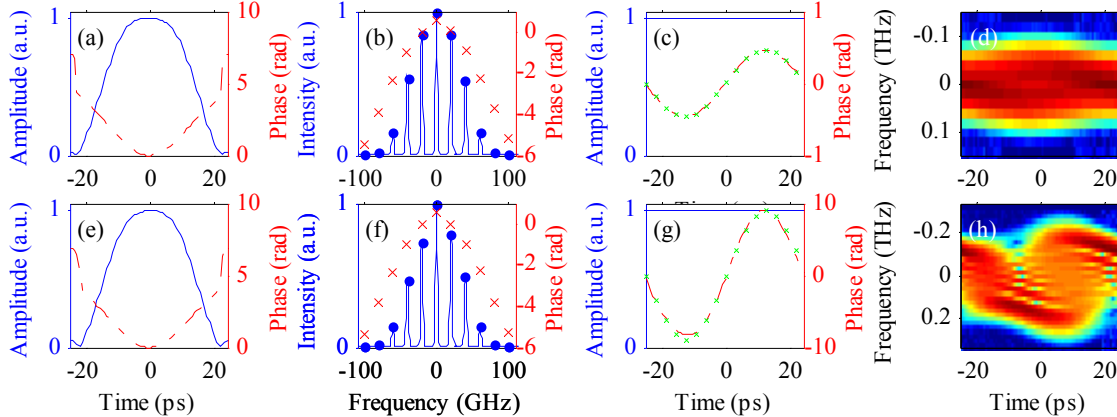 Amplitude (a.u.)
1
0
(a)
10
5
0
Phase (rad)
-20
0
20
Intensity (a.u.)
1
0
(b)
0
-2
-4
-6
Phase (rad)
-100
0
100
Amplitude (a.u.)
1
0
(c)
1
0
-1
Phase (rad)
-20
0
20
Frequency (THz)
-0.1
0
0.1
(d)
-20
0
20
Amplitude (a.u.)
1
0
(e)
10
5
0
Phase (rad)
-20
0
20
Time (ps)
Intensity (a.u.)
1
0
(f)
0
-2
-4
-6
Phase (rad)
-100
0
100
Frequency (GHz)
Amplitude (a.u.)
1
0
(g)
10
0
-10
Phase (rad)
-20
0
20
Time (ps)
Frequency (THz)
-0.2
0
0.2
(h)
-20
0
20
Time (ps)